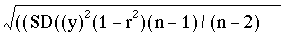 √((SD((y)²(1−r²)(n−1) / (n−2)